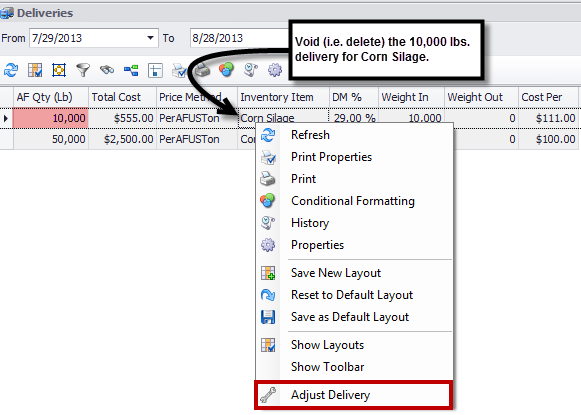 Deliveries
From 7/29/2013 To 8/28/2013
Void (i.e. delete) the 10,000 lbs.
delivery for Corn Silage.
AF Qty (Lb) Total Cost Price Method Inventory Item DM % Weight In Weight Out Cost Per
10,000 $555.00 PerAFUSTon Corn Silage 29.00 % 10,000 0 $111.00
50,000 $2,500.00 PerAFUSTon Co 0 $100.00
Refresh
Print Properties
Print
Conditional Formatting
History
Properties
Save New Layout
Reset to Default Layout
Save as Default Layout
Show Layouts
Show Toolbar
Adjust Delivery